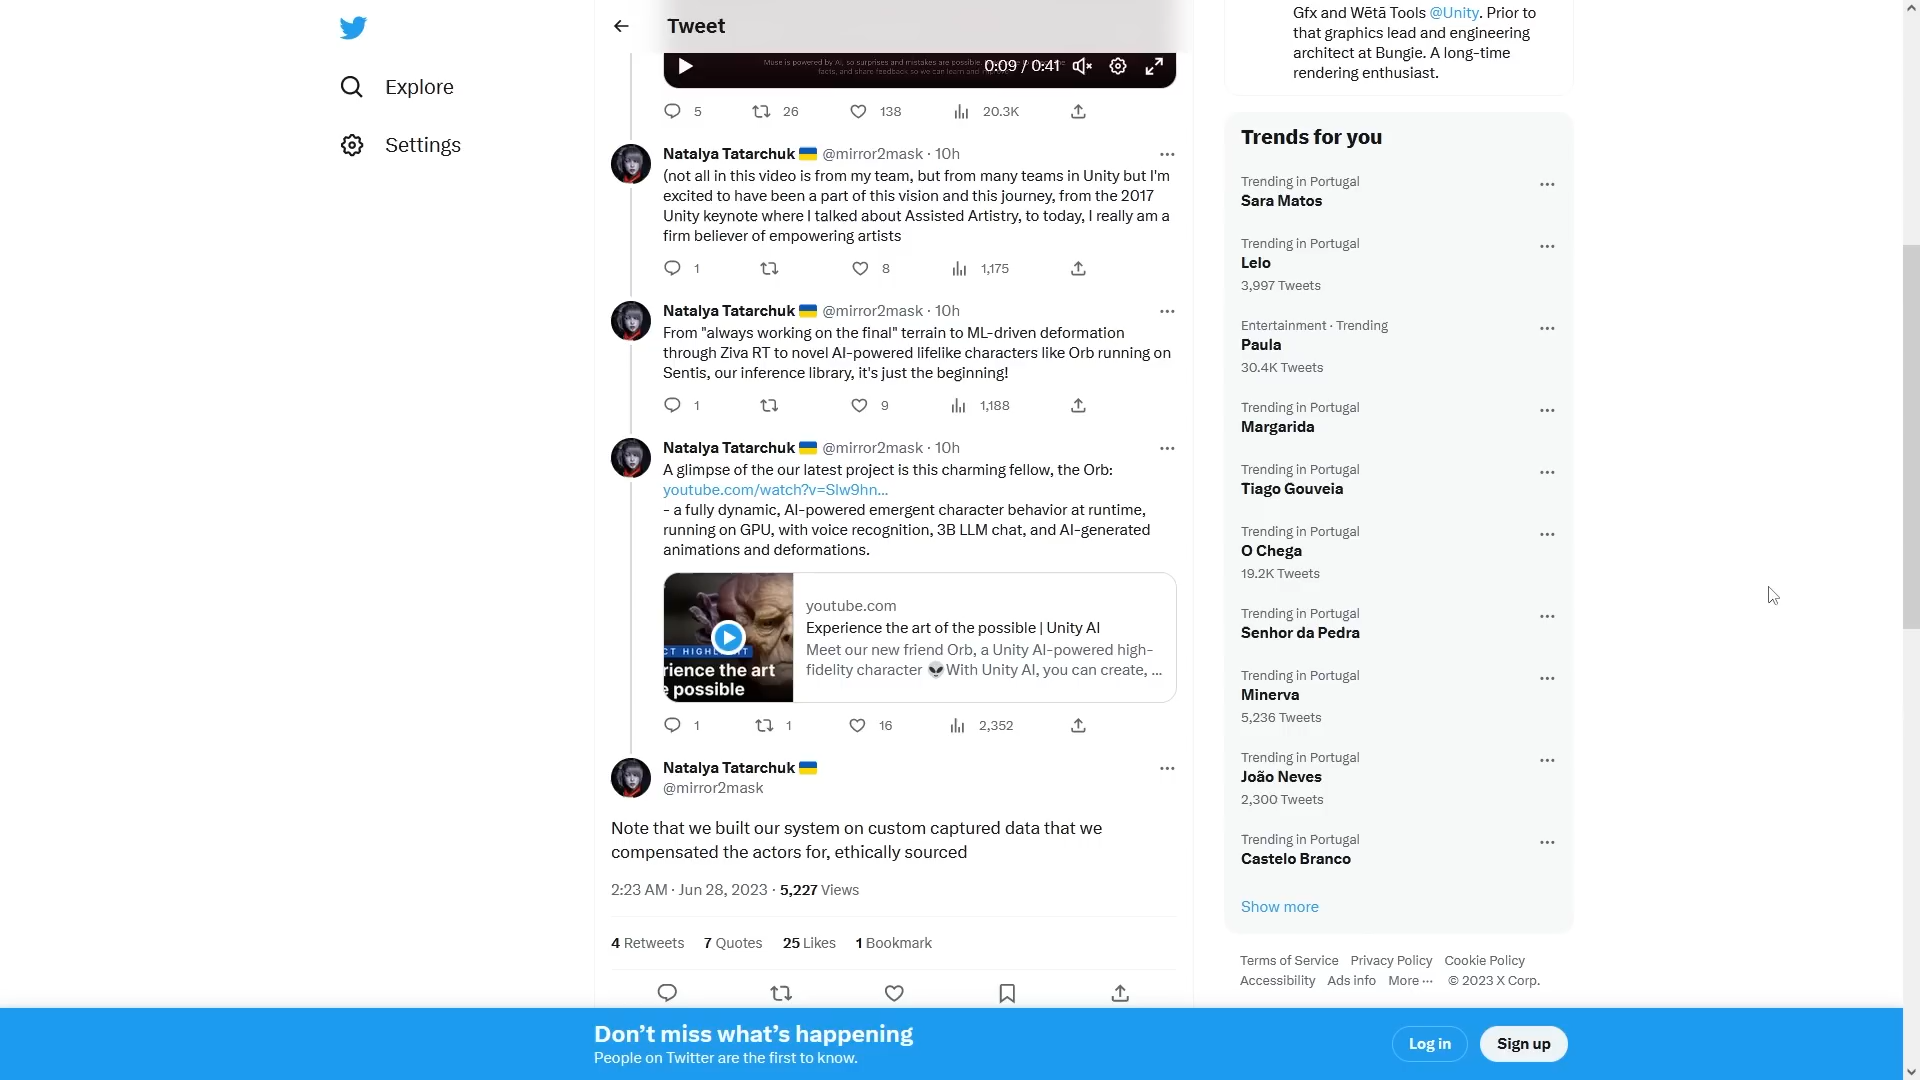 Explore
Settings
Tweet
0:09 / 0:41
5 26 138 20.3K
Natalya Tatarchuk 🇺🇦 @mirror2mask · 10h
(not all in this video is from my team, but from many teams in Unity but I'm
excited to have been a part of this vision and this journey, from the 2017
Unity keynote where I talked about Assisted Artistry, to today, I really am a
firm believer of empowering artists
1 8 1,175
Natalya Tatarchuk 🇺🇦 @mirror2mask · 10h
From "always working on the final" terrain to ML-driven deformation
through Ziva RT to novel AI-powered lifelike characters like Orb running on
Sentis, our inference library, it's just the beginning!
1 9 1,188
Natalya Tatarchuk 🇺🇦 @mirror2mask · 10h
A glimpse of the our latest project is this charming fellow, the Orb:
youtube.com/watch?v=Slw9hn...
- a fully dynamic, AI-powered emergent character behavior at runtime,
running on GPU, with voice recognition, 3B LLM chat, and AI-generated
animations and deformations.
CT HIGHLIGHT
rience the art
e possible
youtube.com
Experience the art of the possible | Unity AI
Meet our new friend Orb, a Unity AI-powered high-
fidelity character 👽With Unity AI, you can create, ...
1 1 16 2,352
Natalya Tatarchuk 🇺🇦
@mirror2mask
Note that we built our system on custom captured data that we
compensated the actors for, ethically sourced
2:23 AM · Jun 28, 2023 · 5,227 Views
4 Retweets 7 Quotes 25 Likes 1 Bookmark
Gfx and Wētā Tools @Unity. Prior to
that graphics lead and engineering
architect at Bungie. A long-time
rendering enthusiast.
Trends for you
Trending in Portugal
Sara Matos
Trending in Portugal
Lelo
3,997 Tweets
Entertainment · Trending
Paula
30.4K Tweets
Trending in Portugal
Margarida
Trending in Portugal
Tiago Gouveia
Trending in Portugal
O Chega
19.2K Tweets
Trending in Portugal
Senhor da Pedra
Trending in Portugal
Minerva
5,236 Tweets
Trending in Portugal
João Neves
2,300 Tweets
Trending in Portugal
Castelo Branco
Show more
Terms of Service Privacy Policy Cookie Policy
Accessibility Ads info More ··· © 2023 X Corp.
Don’t miss what’s happening
People on Twitter are the first to know.
Log in
Sign up